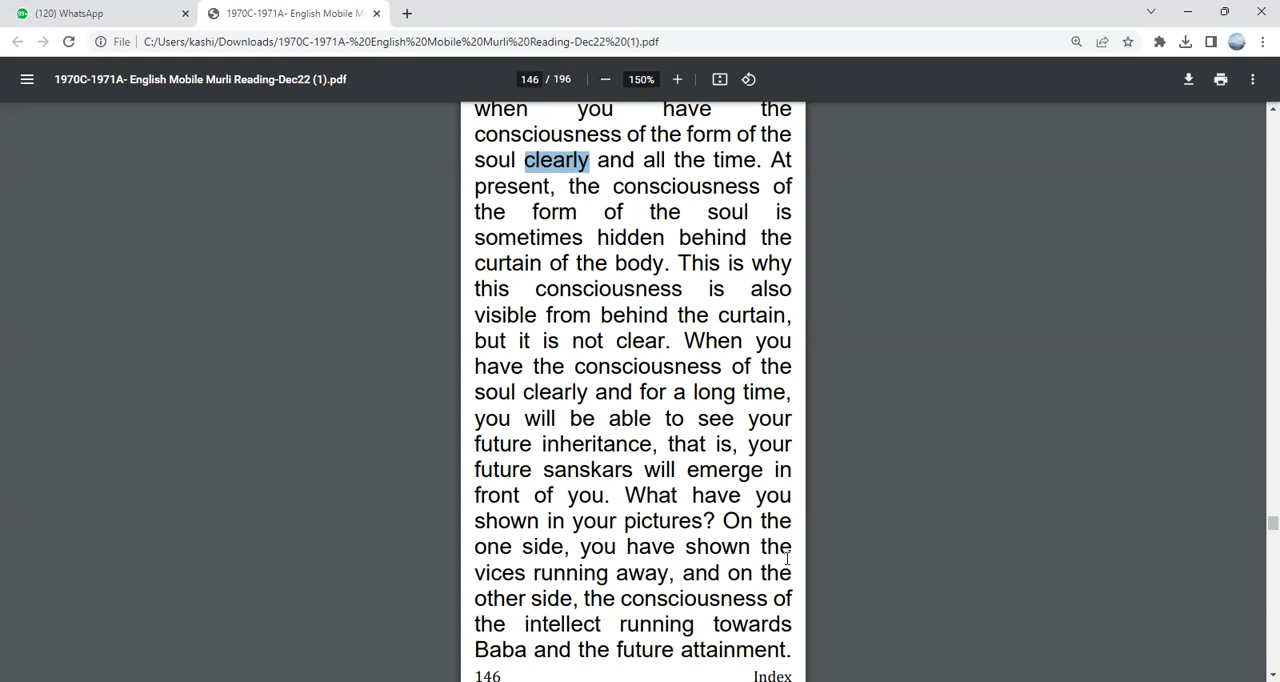 (120) WhatsApp
1970C-1971A- English Mobile M
File
C:/Users/kashi/Downloads/1970C-1971A-%20English%20Mobile%20Murli%20Reading-Dec22%20(1).pdf
1970C-1971A- English Mobile Murli Reading-Dec22 (1).pdf
146 / 196
150%
when you have the
consciousness of the form of the
soul clearly and all the time. At
present, the consciousness of
the form of the soul is
sometimes hidden behind the
curtain of the body. This is why
this consciousness is also
visible from behind the curtain,
but it is not clear. When you
have the consciousness of the
soul clearly and for a long time,
you will be able to see your
future inheritance, that is, your
future sanskars will emerge in
front of you. What have you
shown in your pictures? On the
one side, you have shown the
vices running away, and on the
other side, the consciousness of
the intellect running towards
Baba and the future attainment.
146 Index